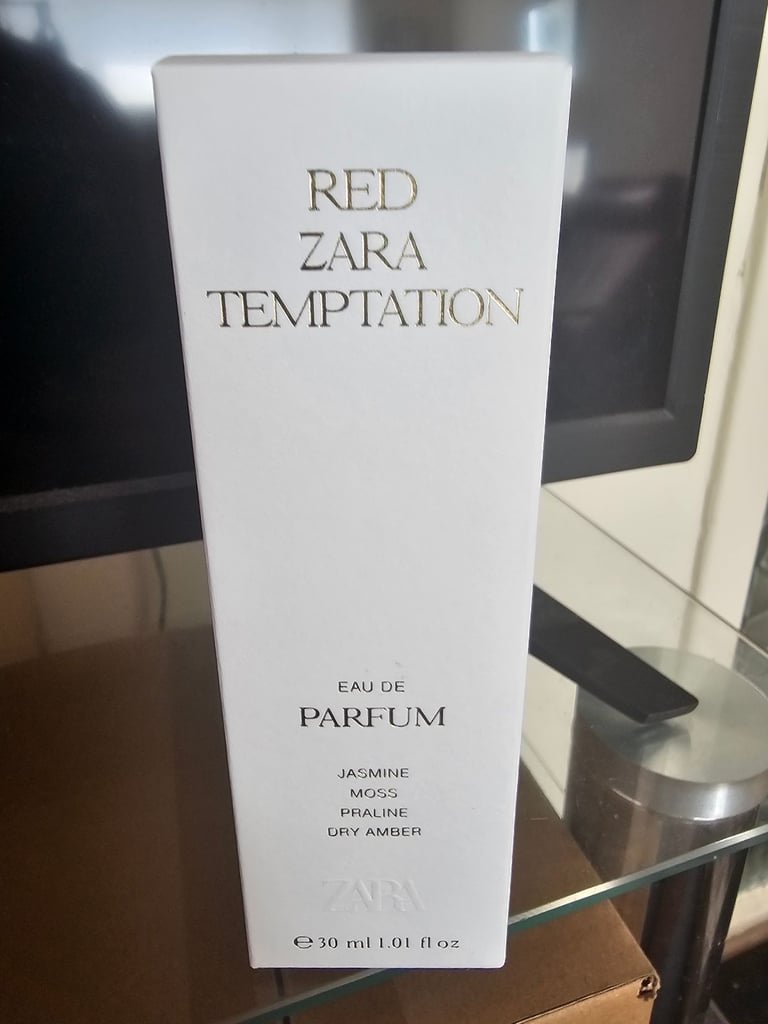 RED
ZARA
TEMPTATION
EAU DE
PARFUM
JASMINE
MOSS
PRALINE
DRY AMBER
ZARA
℮ 30 ml 1.01 fl oz